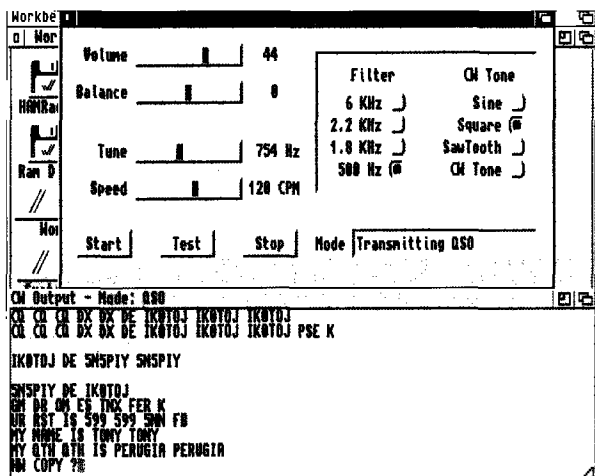 Workbe
Wor
HAMRa
Ram D
Wor
Volume 44
Balance 0
Tune 754 Hz
Speed 120 CPM
Filter
6 KHz
2.2 KHz
1.8 KHz
500 Hz
CW Tone
Sine
Square
SawTooth
CW Tone
Start Test Stop Mode Transmitting QSO
CW Output - Mode: QSO
CQ CQ CQ DX DX DE IK0TOJ IK0TOJ IK0TOJ
CQ CQ CQ DX DX DE IK0TOJ IK0TOJ IK0TOJ PSE K
IK0TOJ DE 5N5PIY 5N5PIY
5N5PIY DE IK0TOJ
GM DR OM ES TNX FER K
UR RST IS 599 599 5NN FB
MY NAME IS TONY TONY
MY QTH QTH IS PERUGIA PERUGIA
HW COPY ?